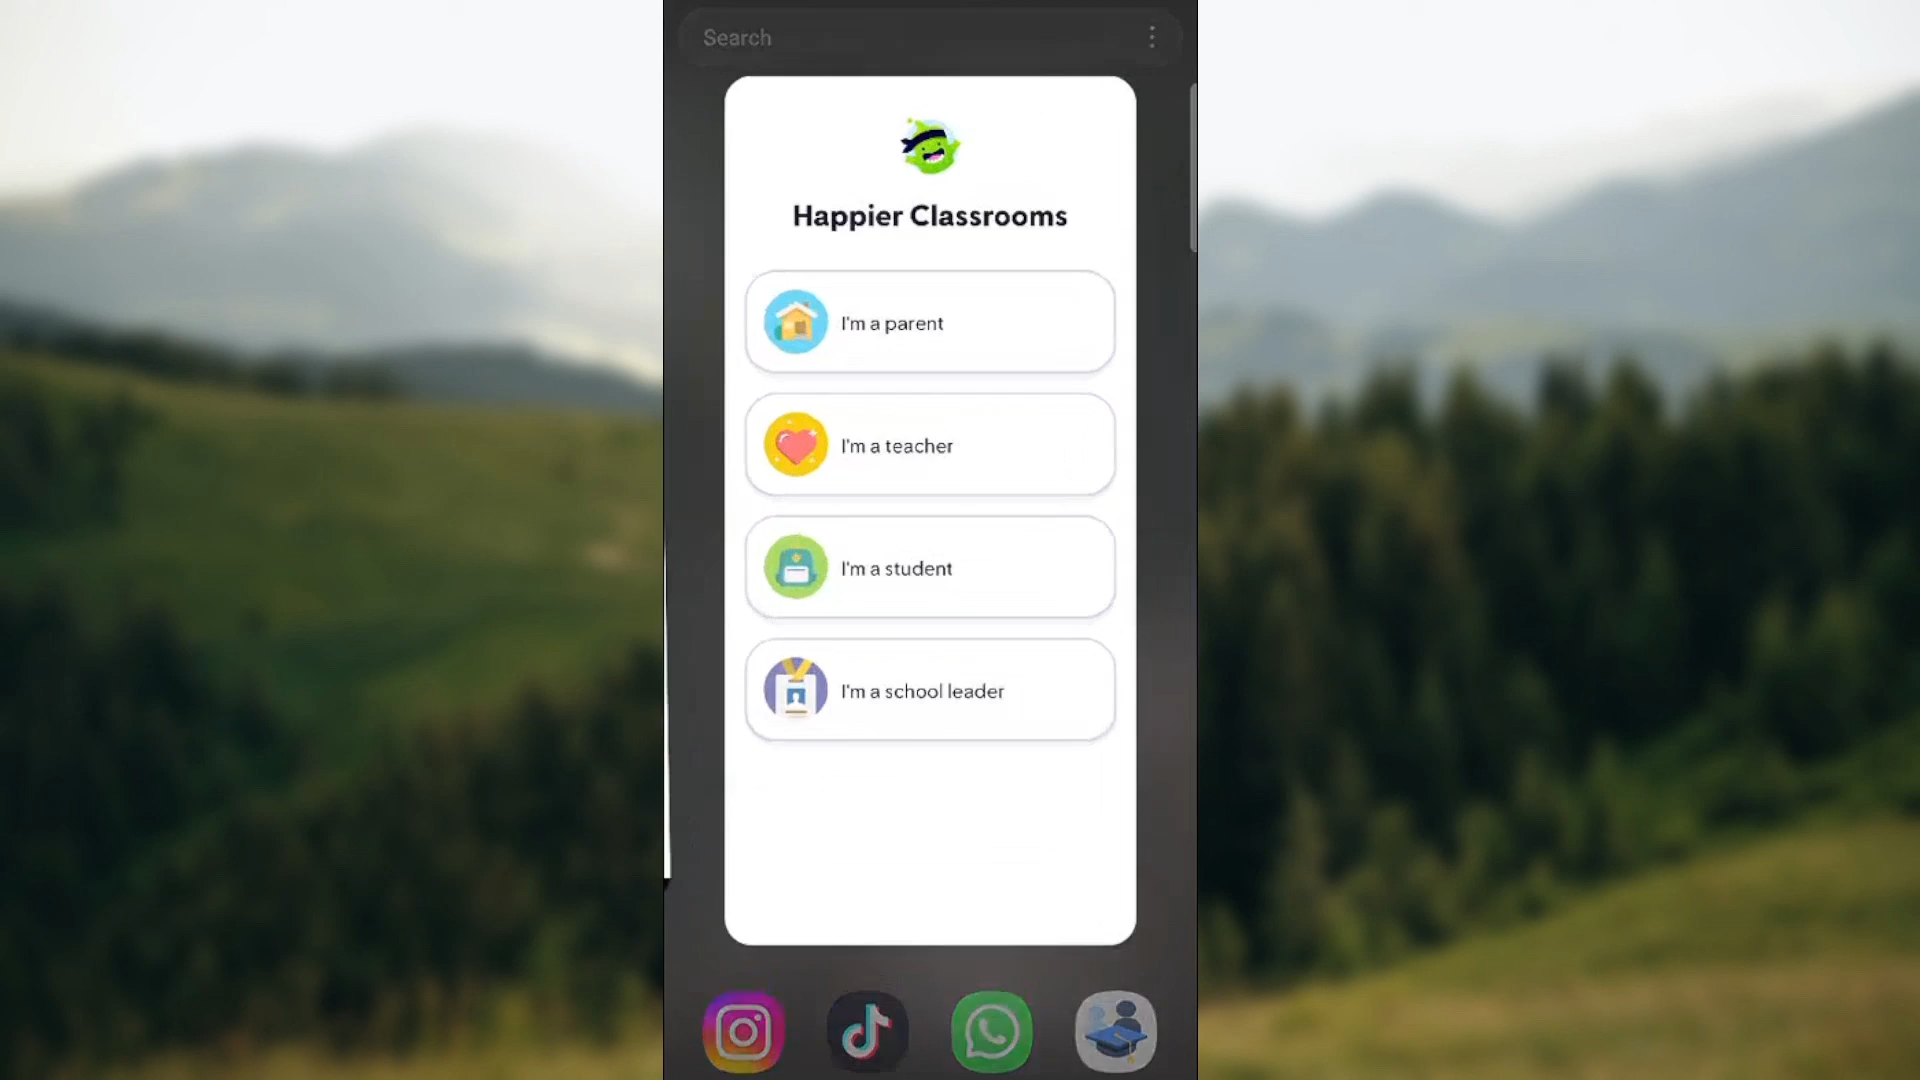 Search
Happier Classrooms
I'm a parent
I'm a teacher
I'm a student
I'm a school leader